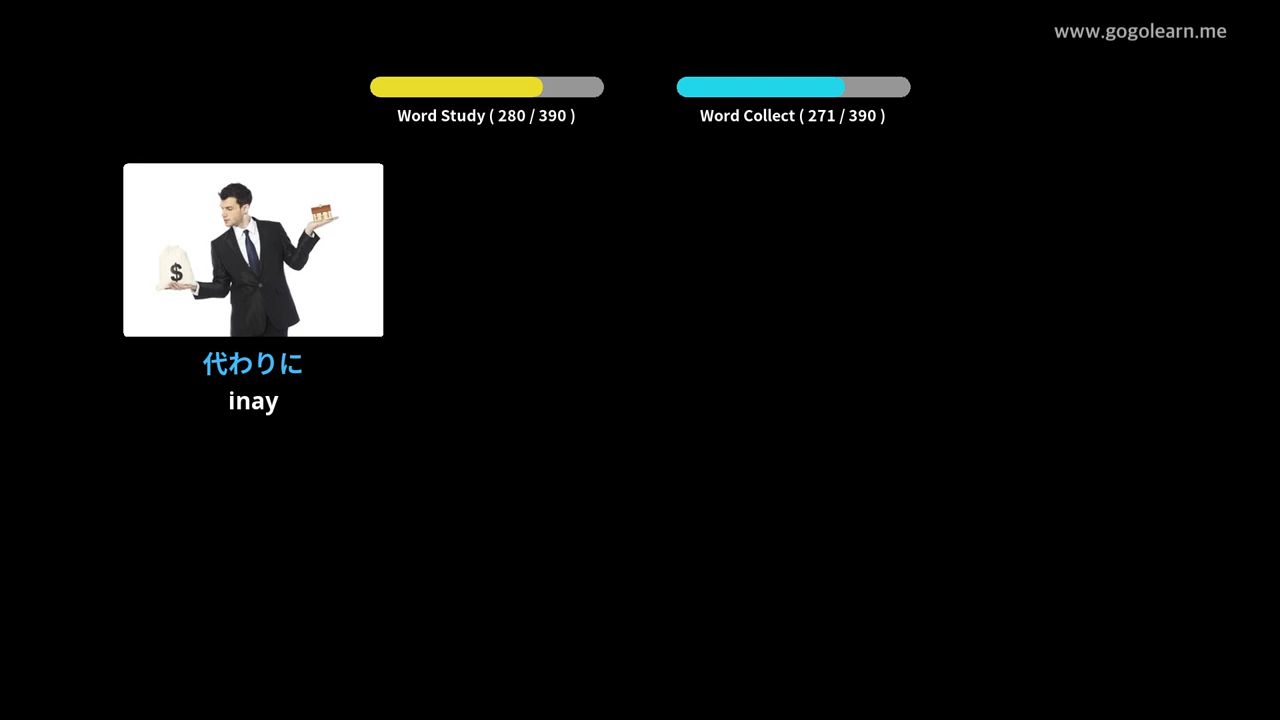 www.gogolearn.me
Word Study ( 280 / 390 )
Word Collect ( 271 / 390 )
$
代わりに
inay